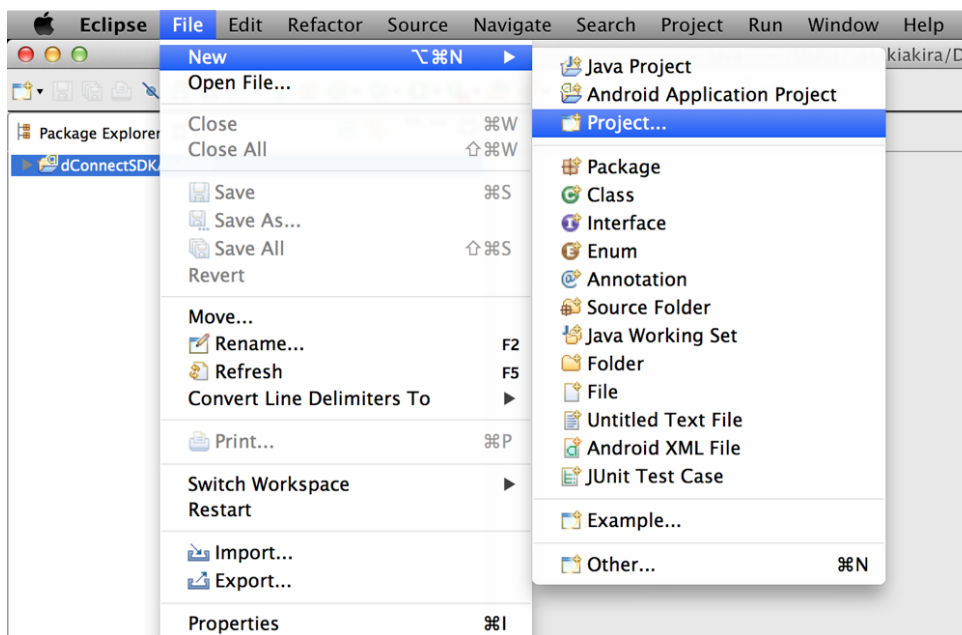 Eclipse File Edit Refactor Source Navigate Search Project Run Window Help
kiakira/D
Package Explorer
dConnectSDK
New ⌥⌘N ▶
Open File...
Close ⌘W
Close All ⇧⌘W
Save ⌘S
Save As...
Save All ⇧⌘S
Revert
Move...
Rename... F2
Refresh F5
Convert Line Delimiters To ▶
Print... ⌘P
Switch Workspace ▶
Restart
Import...
Export...
Properties ⌘I
Java Project
Android Application Project
Project...
Package
Class
Interface
Enum
Annotation
Source Folder
Java Working Set
Folder
File
Untitled Text File
Android XML File
JUnit Test Case
Example...
Other... ⌘N